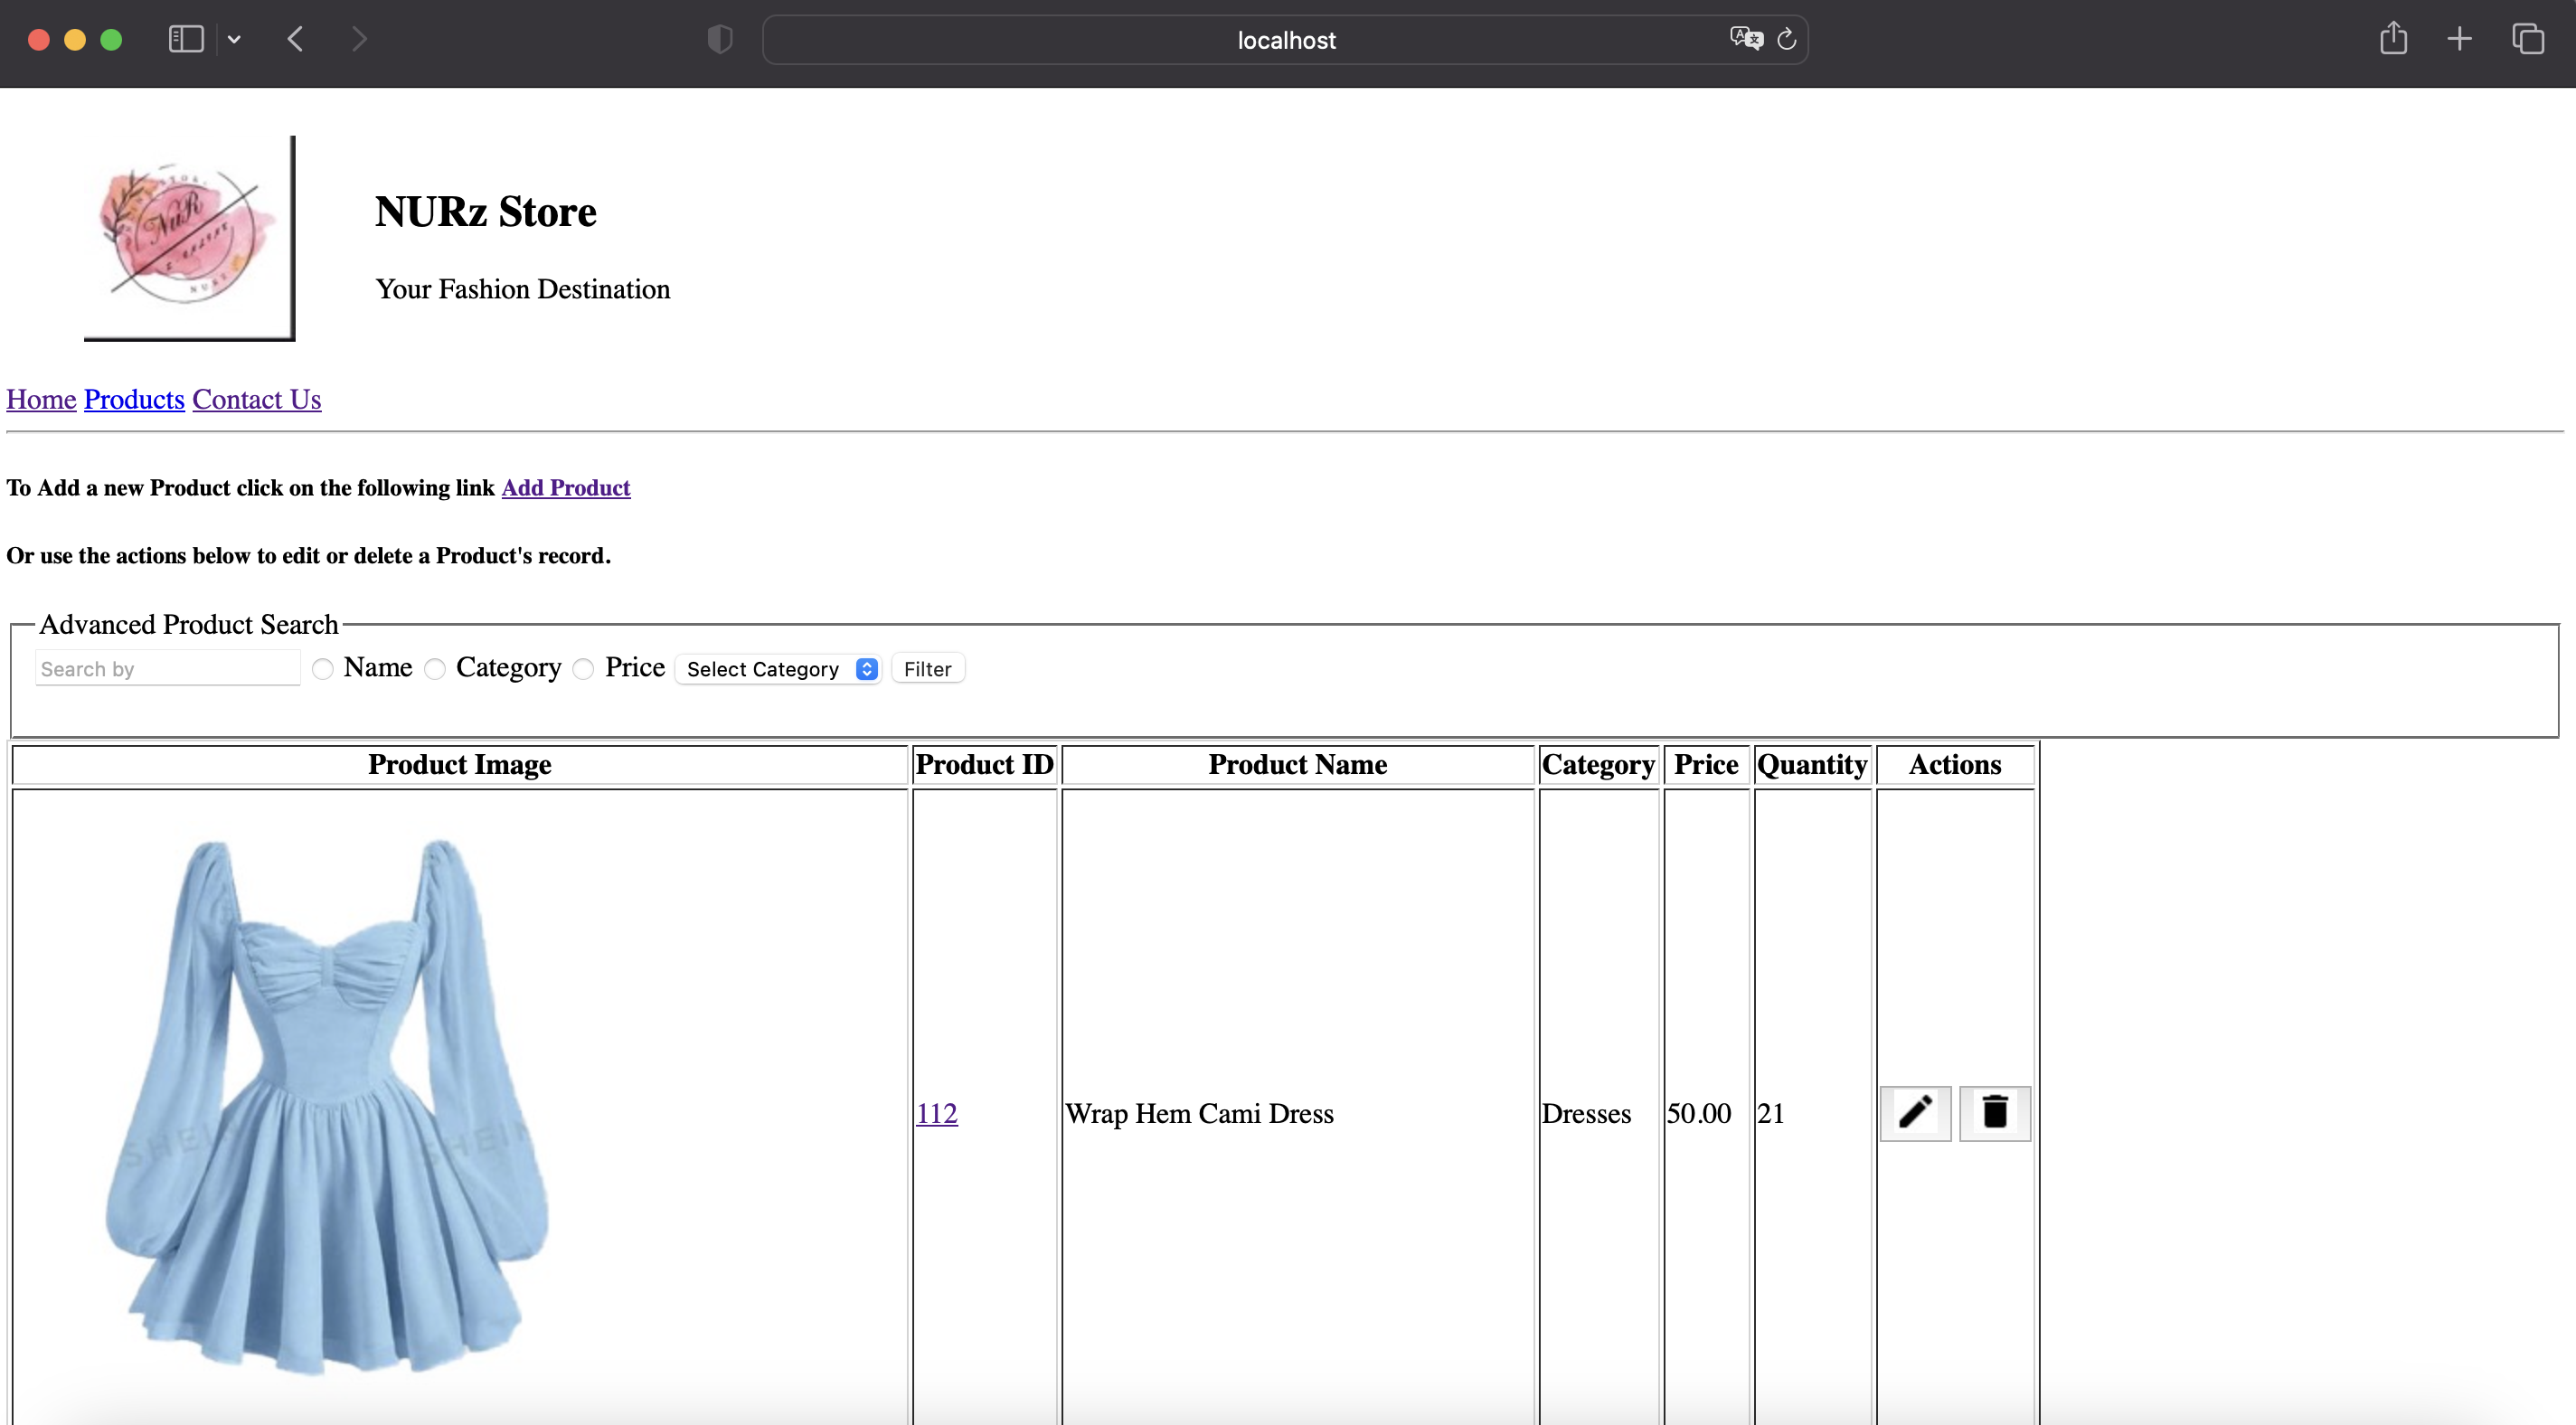 localhost
NURz Store
Your Fashion Destination
Home Products Contact Us
To Add a new Product click on the following link Add Product
Or use the actions below to edit or delete a Product's record.
Advanced Product Search
Search by Name Category Price Select Category Filter
Product Image Product ID Product Name Category Price Quantity Actions
112 Wrap Hem Cami Dress Dresses 50.00 21